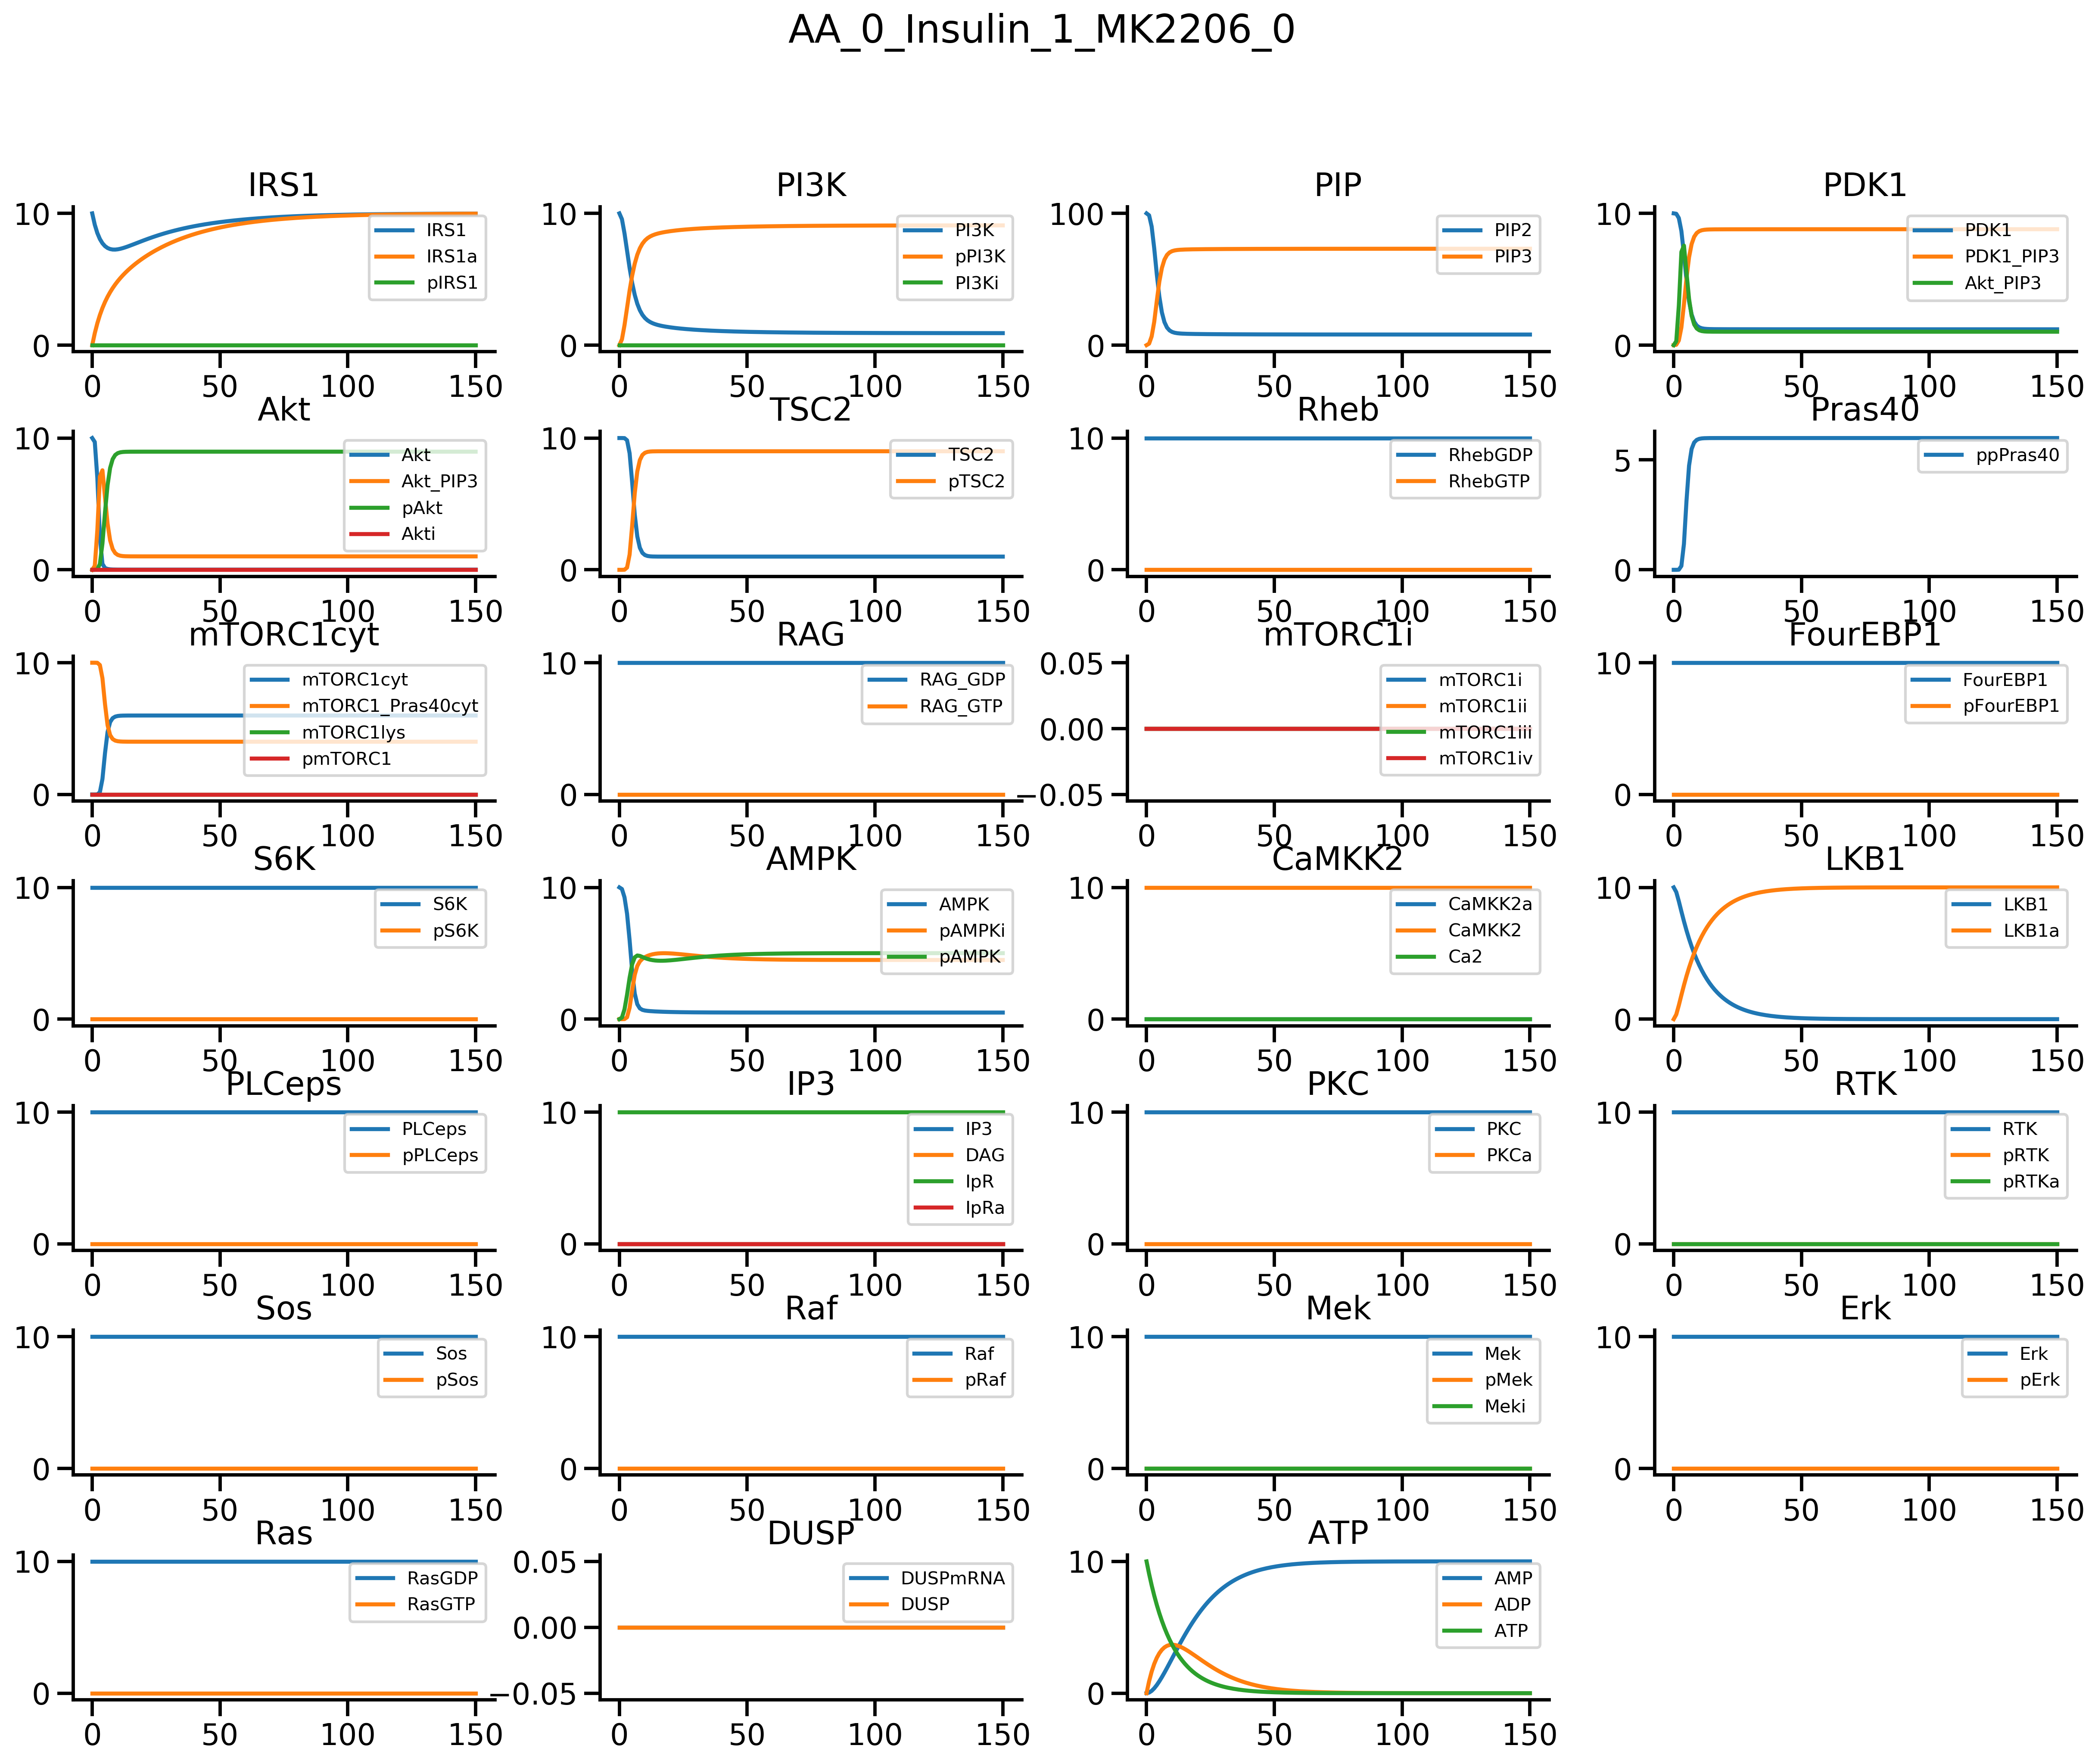 AA_0_Insulin_1_MK2206_0
IRS1
10
0
0 50 100 150
IRS1
IRS1a
pIRS1
PI3K
10
0
0 50 100 150
PI3K
pPI3K
PI3Ki
PIP
100
0
0 50 100 150
PIP2
PIP3
PDK1
10
0
0 50 100 150
PDK1
PDK1_PIP3
Akt_PIP3
Akt
10
0
0 50 100 150
Akt
Akt_PIP3
pAkt
Akti
TSC2
10
0
0 50 100 150
TSC2
pTSC2
Rheb
10
0
0 50 100 150
RhebGDP
RhebGTP
Pras40
5
0
0 50 100 150
ppPras40
mTORC1cyt
10
0
0 50 100 150
mTORC1cyt
mTORC1_Pras40cyt
mTORC1lys
pmTORC1
RAG
10
0
0 50 100 150
RAG_GDP
RAG_GTP
mTORC1i
0.05
0.00
−0.05
0 50 100 150
mTORC1i
mTORC1ii
mTORC1iii
mTORC1iv
FourEBP1
10
0
0 50 100 150
FourEBP1
pFourEBP1
S6K
10
0
0 50 100 150
S6K
pS6K
AMPK
10
0
0 50 100 150
AMPK
pAMPKi
pAMPK
CaMKK2
10
0
0 50 100 150
CaMKK2a
CaMKK2
Ca2
LKB1
10
0
0 50 100 150
LKB1
LKB1a
PLCeps
10
0
0 50 100 150
PLCeps
pPLCeps
IP3
10
0
0 50 100 150
IP3
DAG
IpR
IpRa
PKC
10
0
0 50 100 150
PKC
PKCa
RTK
10
0
0 50 100 150
RTK
pRTK
pRTKa
Sos
10
0
0 50 100 150
Sos
pSos
Raf
10
0
0 50 100 150
Raf
pRaf
Mek
10
0
0 50 100 150
Mek
pMek
Meki
Erk
10
0
0 50 100 150
Erk
pErk
Ras
10
0
0 50 100 150
RasGDP
RasGTP
DUSP
0.05
0.00
−0.05
0 50 100 150
DUSPmRNA
DUSP
ATP
10
0
0 50 100 150
AMP
ADP
ATP